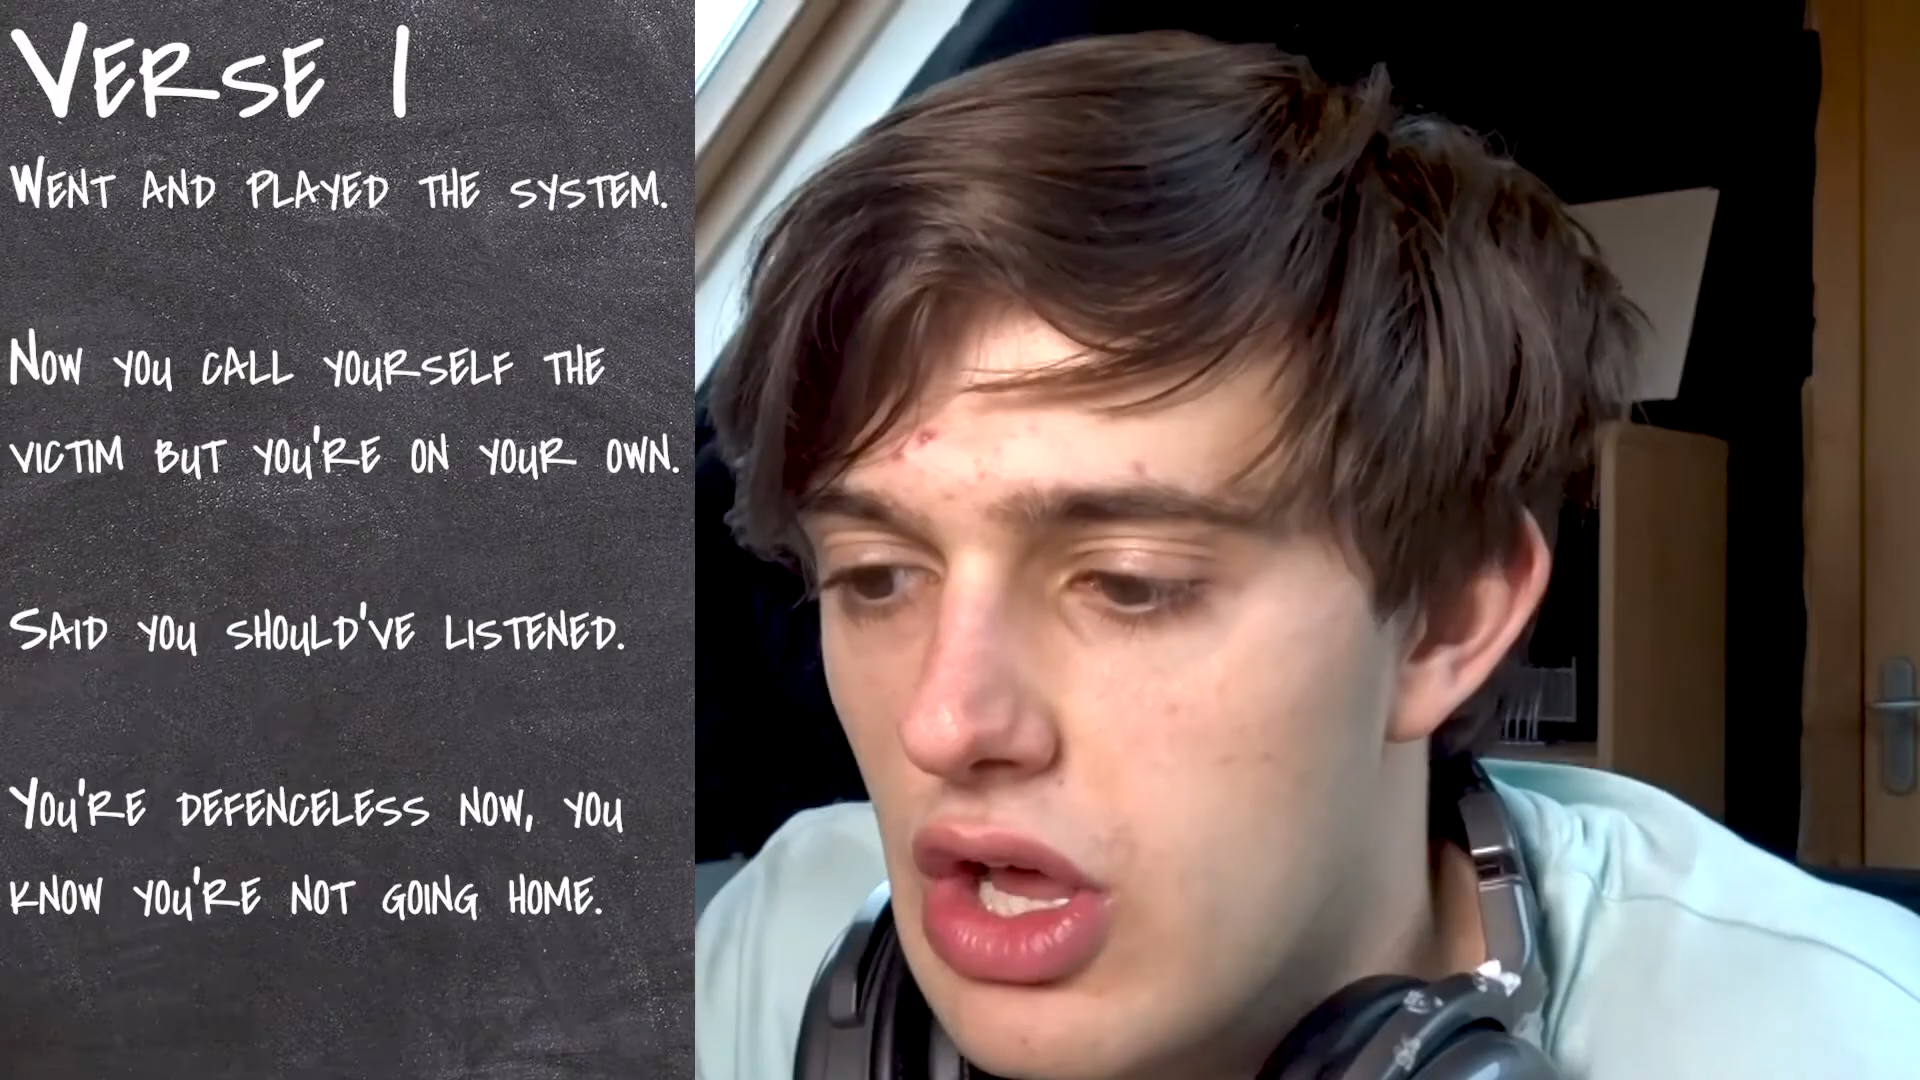 Verse 1
Went and played the system.
Now you call yourself the
victim but you're on your own.
Said you should've listened.
You're defenceless now, you
know you're not going home.